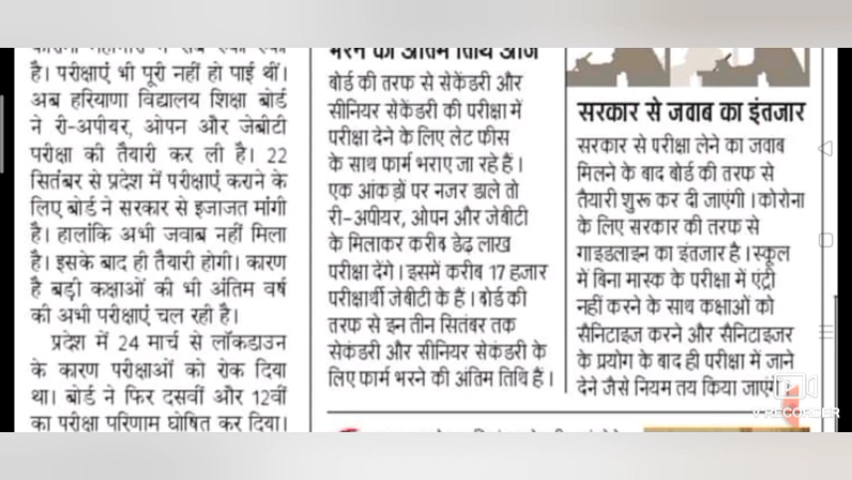 है। परीक्षाएं भी पूरी नहीं हो पाई थीं।
अब हरियाणा विद्यालय शिक्षा बोर्ड
ने री-अपीयर, ओपन और जेबीटी
परीक्षा की तैयारी कर ली है। 22
सितंबर से प्रदेश में परीक्षाएं कराने के
लिए बोर्ड ने सरकार से इजाजत मांगी
है। हालांकि अभी जवाब नहीं मिला
है। इसके बाद ही तैयारी होगी। कारण
है बड़ी कक्षाओं की भी अंतिम वर्ष
की अभी परीक्षाएं चल रही है।
प्रदेश में 24 मार्च से लॉकडाउन
के कारण परीक्षाओं को रोक दिया
था। बोर्ड ने फिर दसवीं और 12वीं
का परीक्षा परिणाम घोषित कर दिया।
भरने की अंतिम तिथि आज
बोर्ड की तरफ से सेकेंडरी और
सीनियर सेकेंडरी की परीक्षा में
परीक्षा देने के लिए लेट फीस
के साथ फार्म भराए जा रहे हैं।
एक आंकड़ों पर नजर डाले तो
री-अपीयर, ओपन और जेबीटी
के मिलाकर करीब डेढ़ लाख
परीक्षा देंगे। इसमें करीब 17 हजार
परीक्षार्थी जेबीटी के हैं। बोर्ड की
तरफ से इन तीन सितंबर तक
सेकंडरी और सीनियर सेकंडरी के
लिए फार्म भरने की अंतिम तिथि हैं।
सरकार से जवाब का इंतजार
सरकार से परीक्षा लेने का जवाब
मिलने के बाद बोर्ड की तरफ से
तैयारी शुरू कर दी जाएंगी। कोरोना
के लिए सरकार की तरफ से
गाइडलाइन का इंतजार है। स्कूल
में बिना मास्क के परीक्षा में एंट्री
नहीं करने के साथ कक्षाओं को
सैनिटाइज करने और सैनिटाइजर
के प्रयोग के बाद ही परीक्षा में जाने
देने जैसे नियम तय किया जाएंगे
V RECORDER